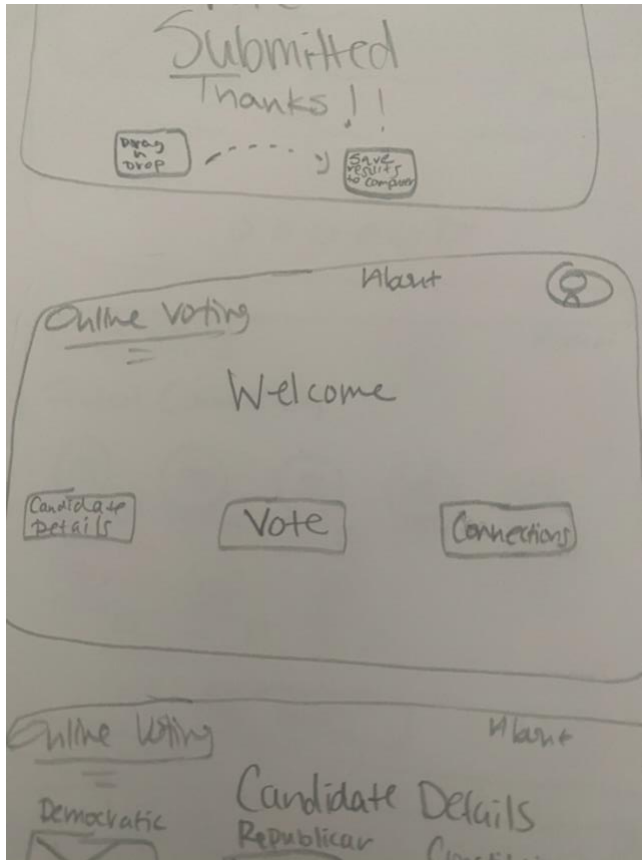 Submitted
Thanks!!
Drag
n
Drop
Save
results
to computer
About
Online Voting
Welcome
Candidate
Details
Vote
Connections
Online Voting
About
Candidate Details
Democratic
Republican